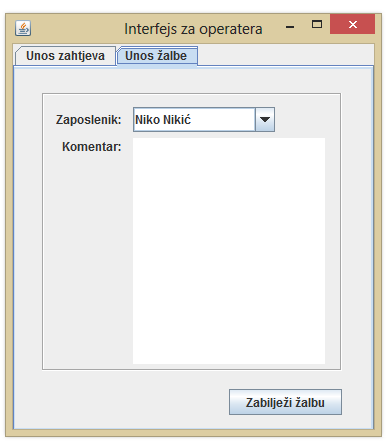 Interfejs za operatera
Unos zahtjeva Unos žalbe
Zaposlenik: Niko Nikić
Komentar:
Zabilježi žalbu